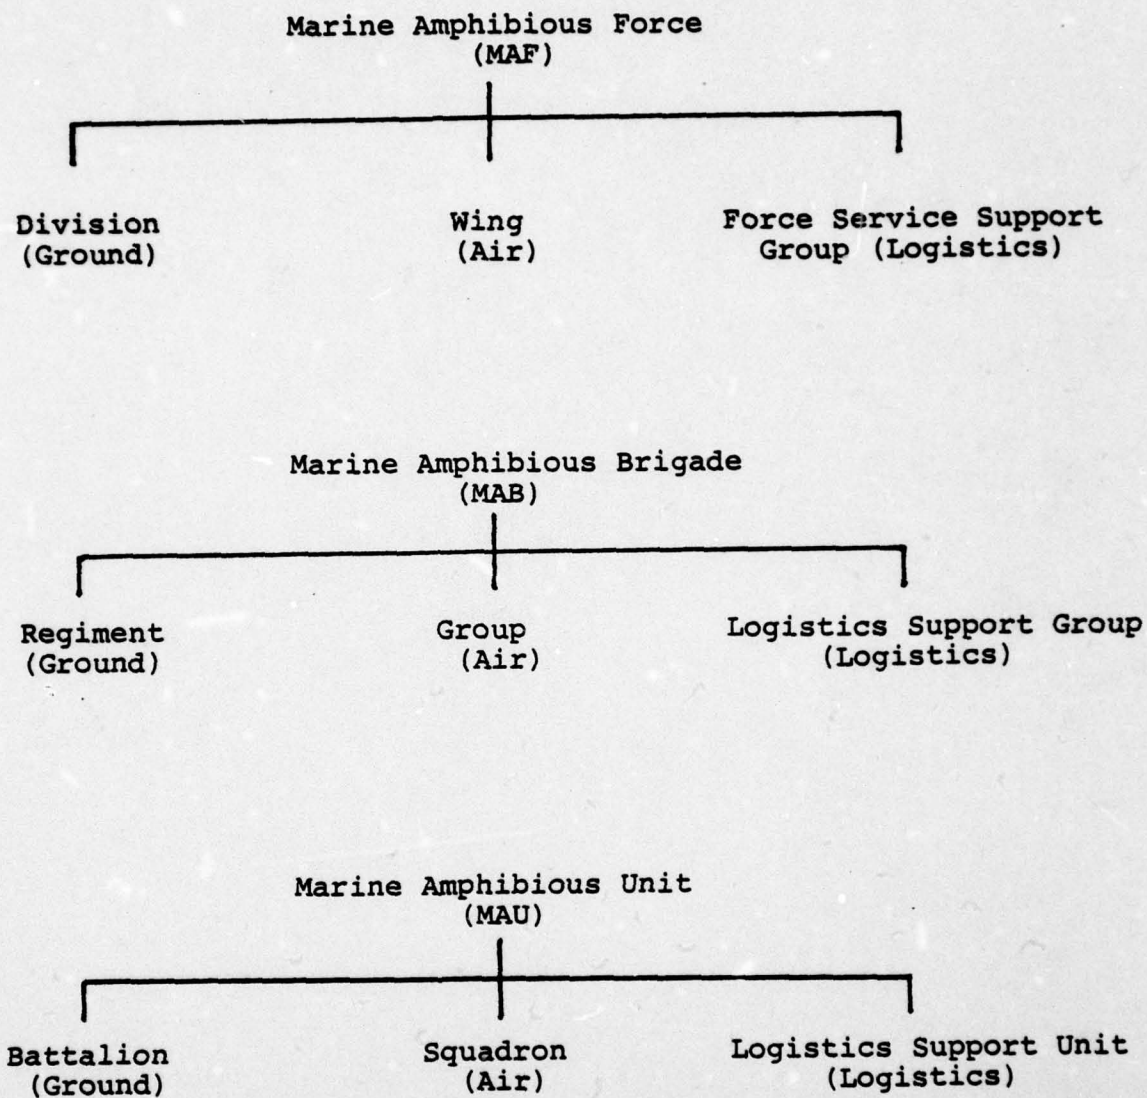 Marine Amphibious Force
(MAF)
Division
(Ground)
Wing
(Air)
Force Service Support
Group (Logistics)
Marine Amphibious Brigade
(MAB)
Regiment
(Ground)
Group
(Air)
Logistics Support Group
(Logistics)
Marine Amphibious Unit
(MAU)
Battalion
(Ground)
Squadron
(Air)
Logistics Support Unit
(Logistics)